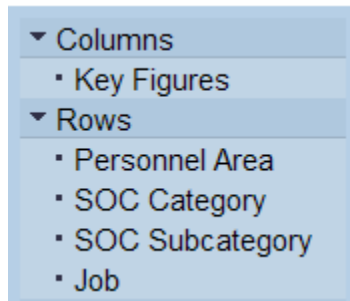 Columns
Key Figures
Rows
Personnel Area
SOC Category
SOC Subcategory
Job